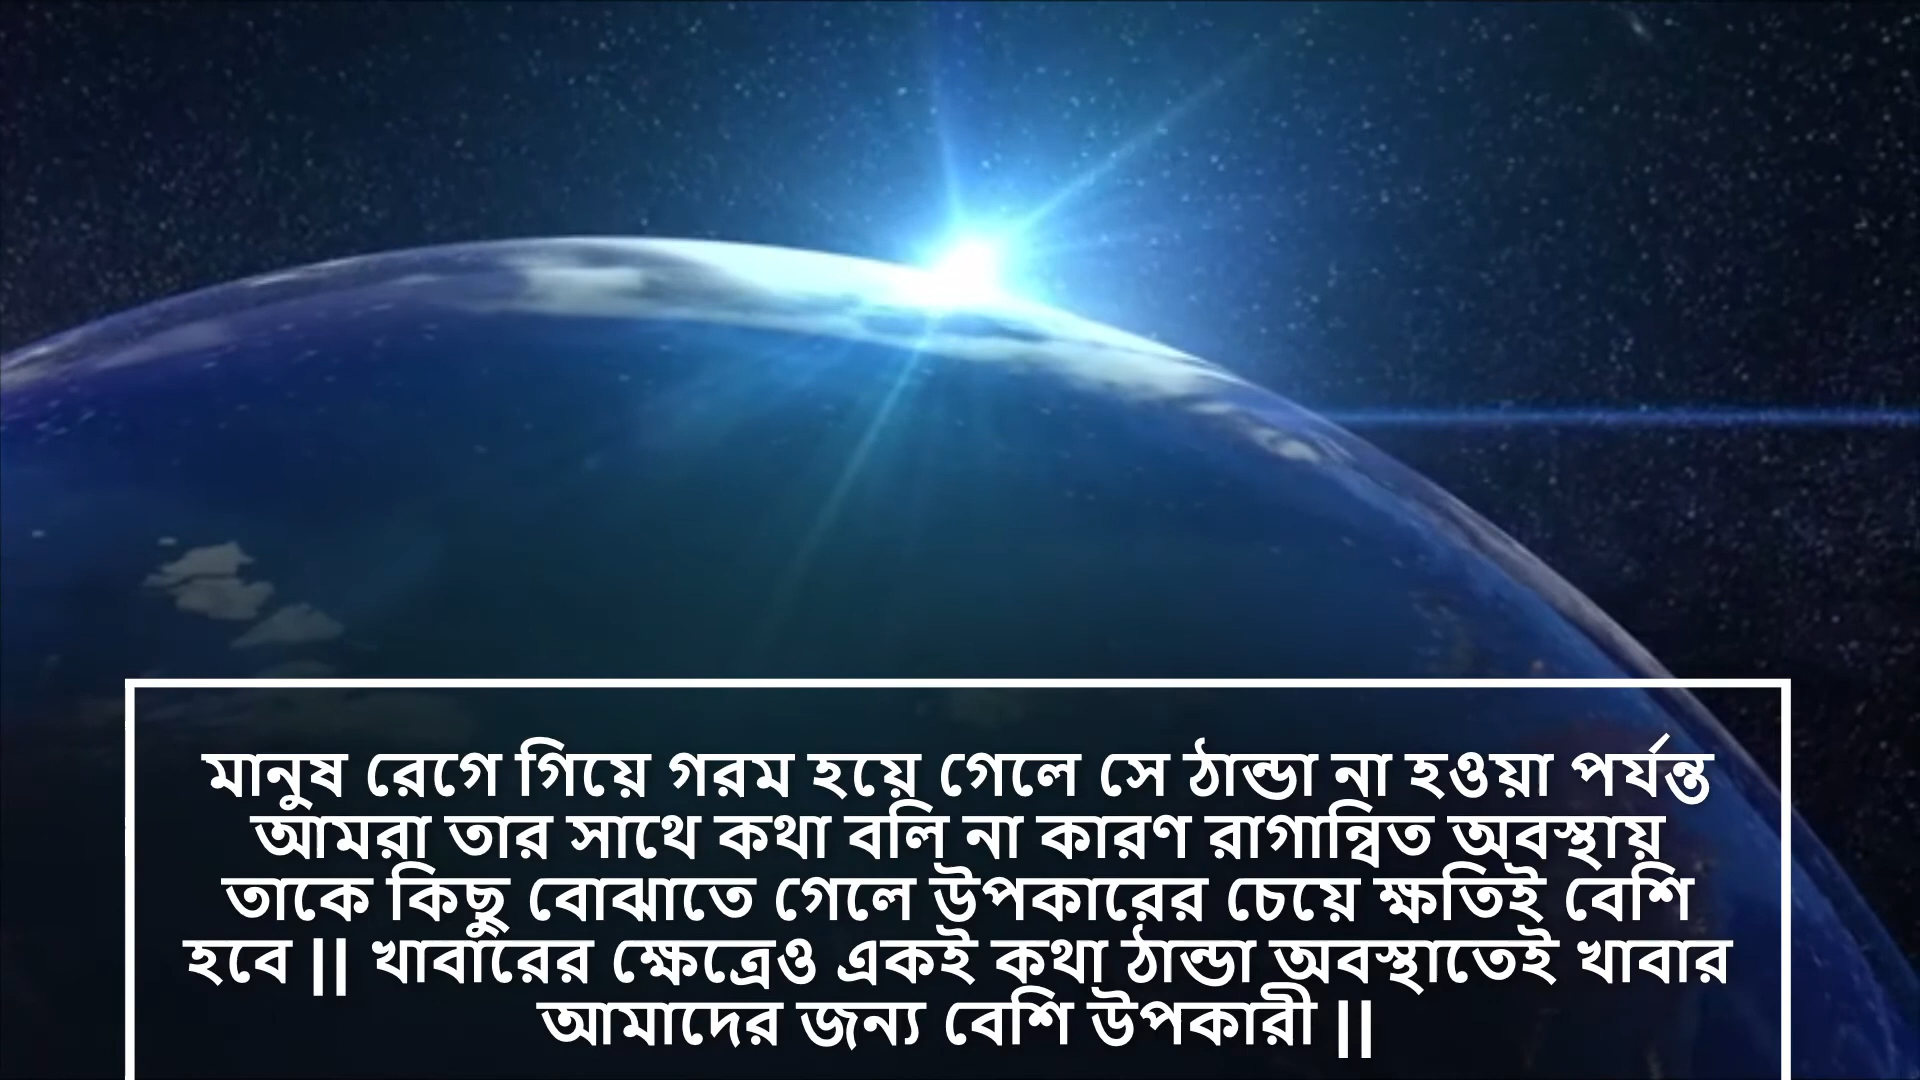 মানুষ রেগে গিয়ে গরম হয়ে গেলে সে ঠান্ডা না হওয়া পর্যন্ত
আমরা তার সাথে কথা বলি না কারণ রাগান্বিত অবস্থায়
তাকে কিছু বোঝাতে গেলে উপকারের চেয়ে ক্ষতিই বেশি
হবে || খাবারের ক্ষেত্রেও একই কথা ঠান্ডা অবস্থাতেই খাবার
আমাদের জন্য বেশি উপকারী ||